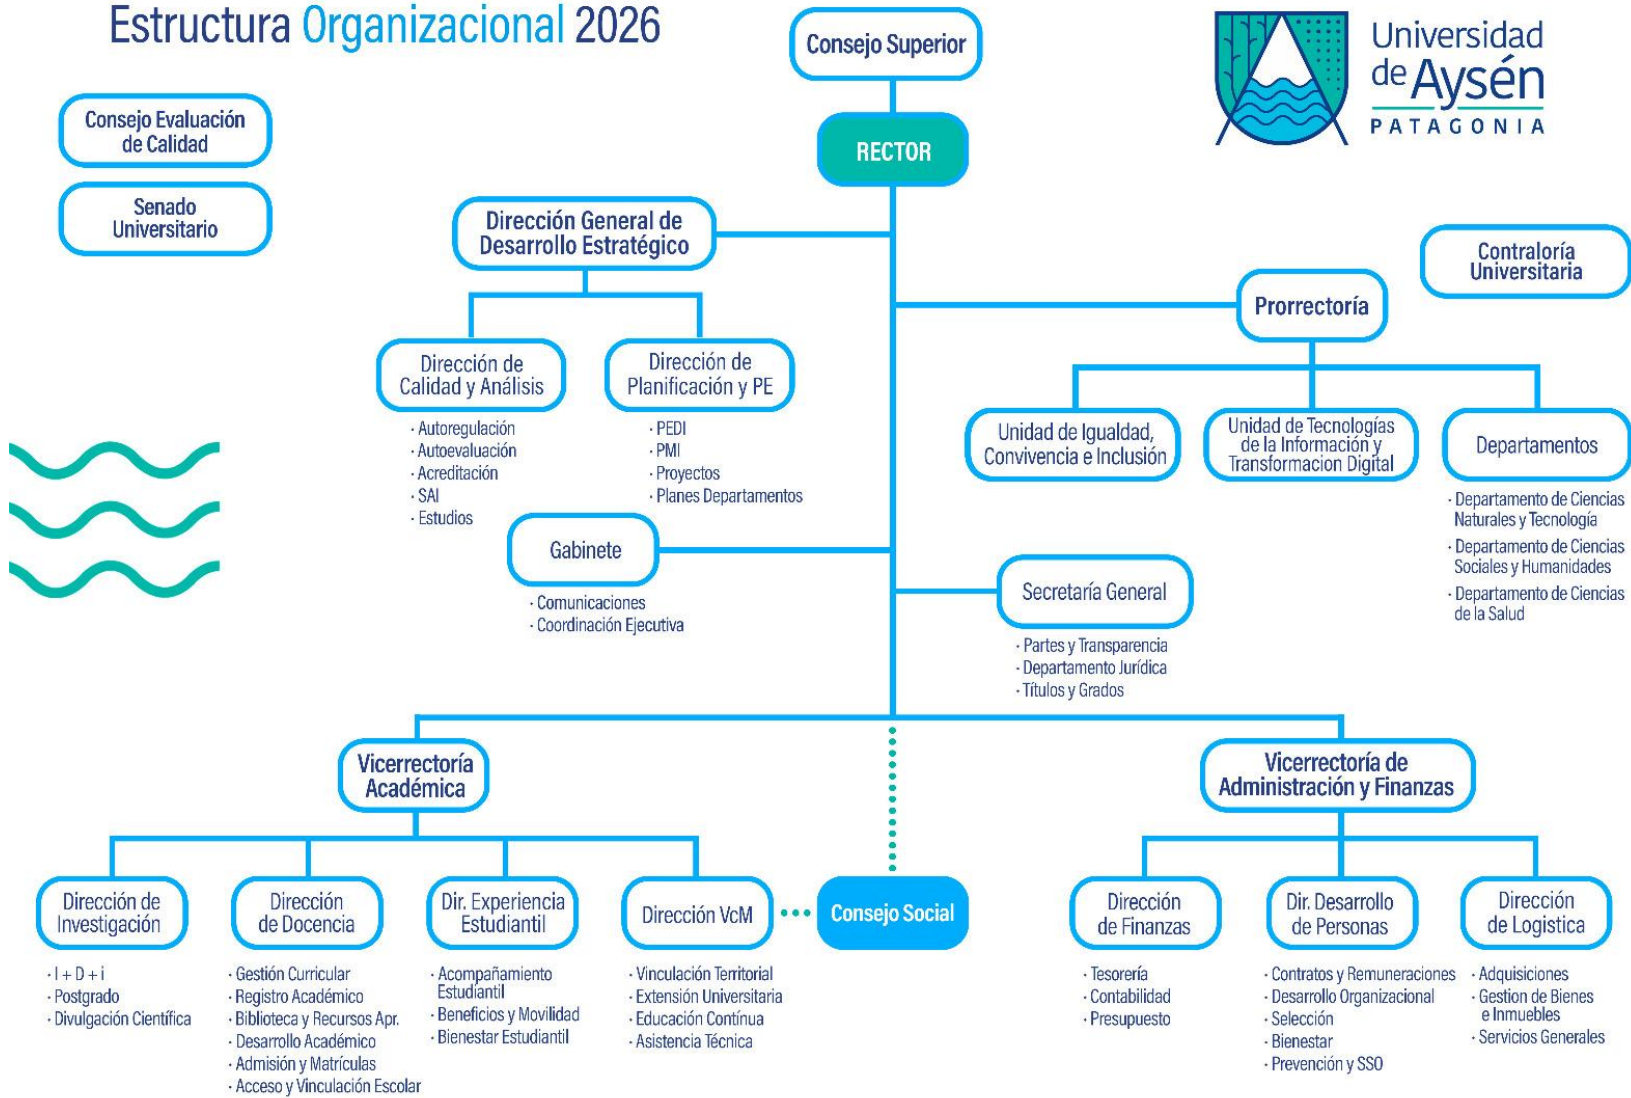 Estructura Organizacional 2026
Universidad
de Aysén
PATAGONIA
Consejo Superior
RECTOR
Consejo Evaluación
de Calidad
Senado
Universitario
Dirección General de
Desarrollo Estratégico
Contraloría
Universitaria
Prorrectoría
Dirección de
Calidad y Análisis
· Autoregulación
· Autoevaluación
· Acreditación
· SAI
· Estudios
Dirección de
Planificación y PE
· PEDI
· PMI
· Proyectos
· Planes Departamentos
Unidad de Igualdad,
Convivencia e Inclusión
Unidad de Tecnologías
de la Información y
Transformacion Digital
Departamentos
· Departamento de Ciencias
Naturales y Tecnología
· Departamento de Ciencias
Sociales y Humanidades
· Departamento de Ciencias
de la Salud
Gabinete
· Comunicaciones
· Coordinación Ejecutiva
Secretaría General
· Partes y Transparencia
· Departamento Jurídica
· Títulos y Grados
Vicerrectoría
Académica
Vicerrectoría de
Administración y Finanzas
Dirección de
Investigación
· I + D + i
· Postgrado
· Divulgación Científica
Dirección
de Docencia
· Gestión Curricular
· Registro Académico
· Biblioteca y Recursos Apr.
· Desarrollo Académico
· Admisión y Matrículas
· Acceso y Vinculación Escolar
Dir. Experiencia
Estudiantil
· Acompañamiento
Estudiantil
· Beneficios y Movilidad
· Bienestar Estudiantil
Dirección VcM
· Vinculación Territorial
· Extensión Universitaria
· Educación Contínua
· Asistencia Técnica
Consejo Social
Dirección
de Finanzas
· Tesorería
· Contabilidad
· Presupuesto
Dir. Desarrollo
de Personas
· Contratos y Remuneraciones
· Desarrollo Organizacional
· Selección
· Bienestar
· Prevención y SSO
Dirección
de Logistica
· Adquisiciones
· Gestion de Bienes
e Inmuebles
· Servicios Generales